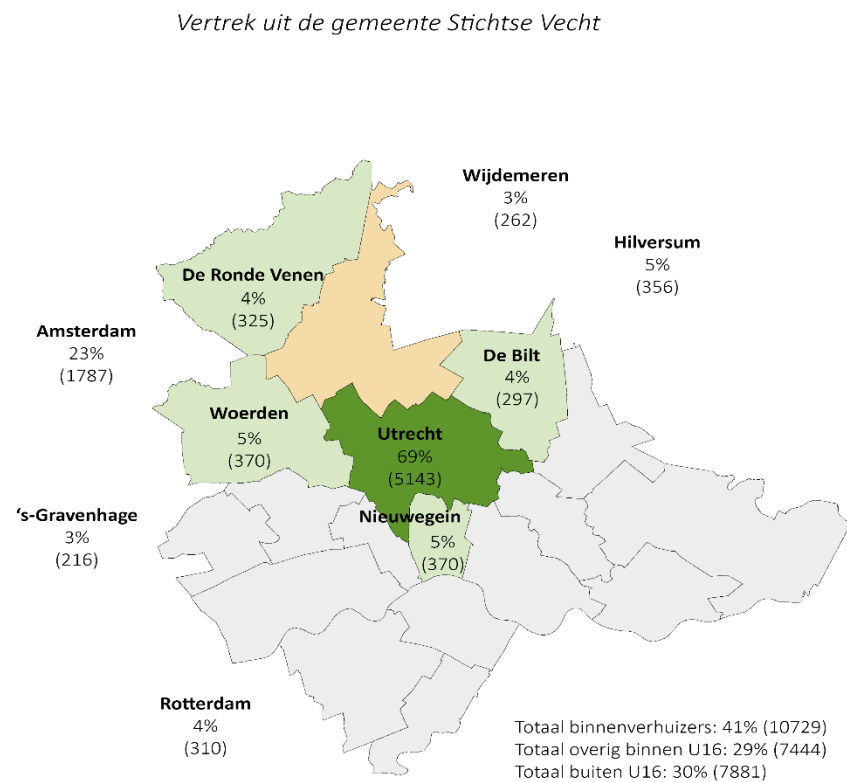 Vertrek uit de gemeente Stichtse Vecht
Wijdemeren
3%
(262)
Hilversum
5%
(356)
De Ronde Venen
4%
(325)
Amsterdam
23%
(1787)
De Bilt
4%
(297)
Woerden
5%
(370)
Utrecht
69%
(5143)
‘s-Gravenhage
3%
(216)
Nieuwegein
5%
(370)
Rotterdam
4%
(310)
Totaal binnenverhuizers: 41% (10729)
Totaal overig binnen U16: 29% (7444)
Totaal buiten U16: 30% (7881)